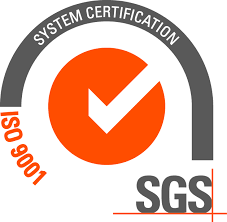 SYSTEM CERTIFICATION
ISO 9001
SGS